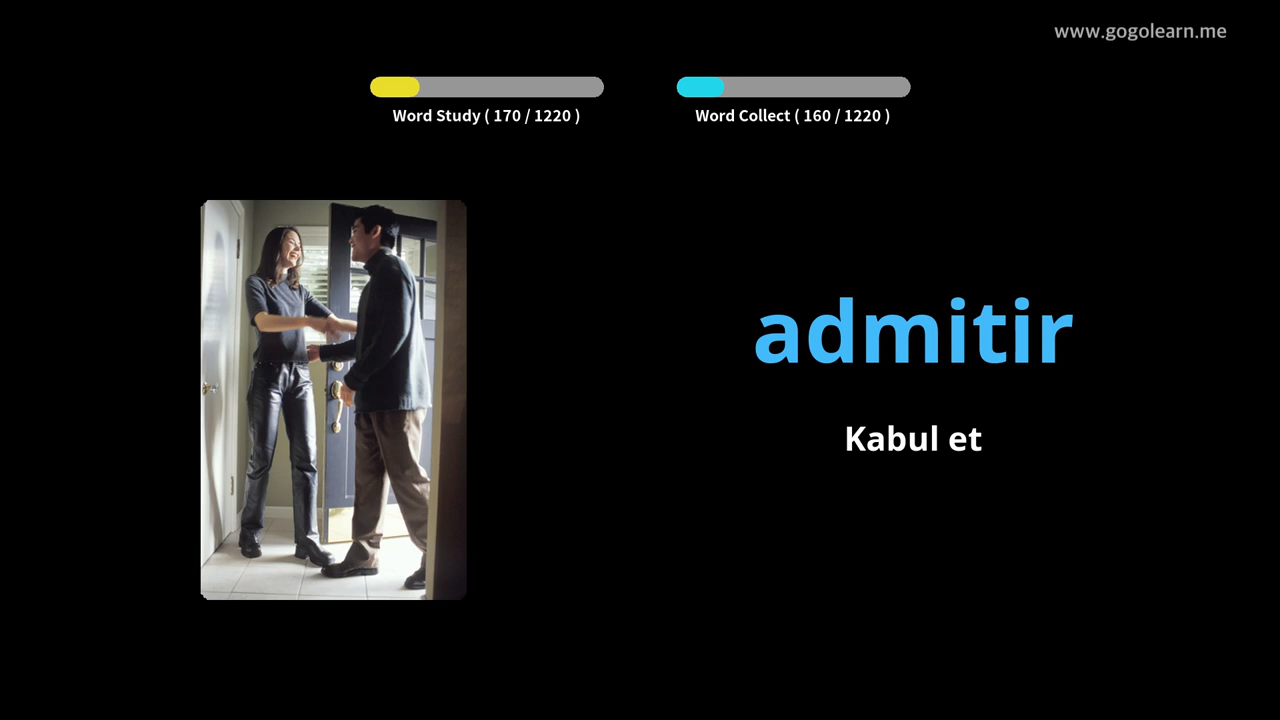 www.gogolearn.me
Word Study ( 170 / 1220 )
Word Collect ( 160 / 1220 )
admitir
Kabul et